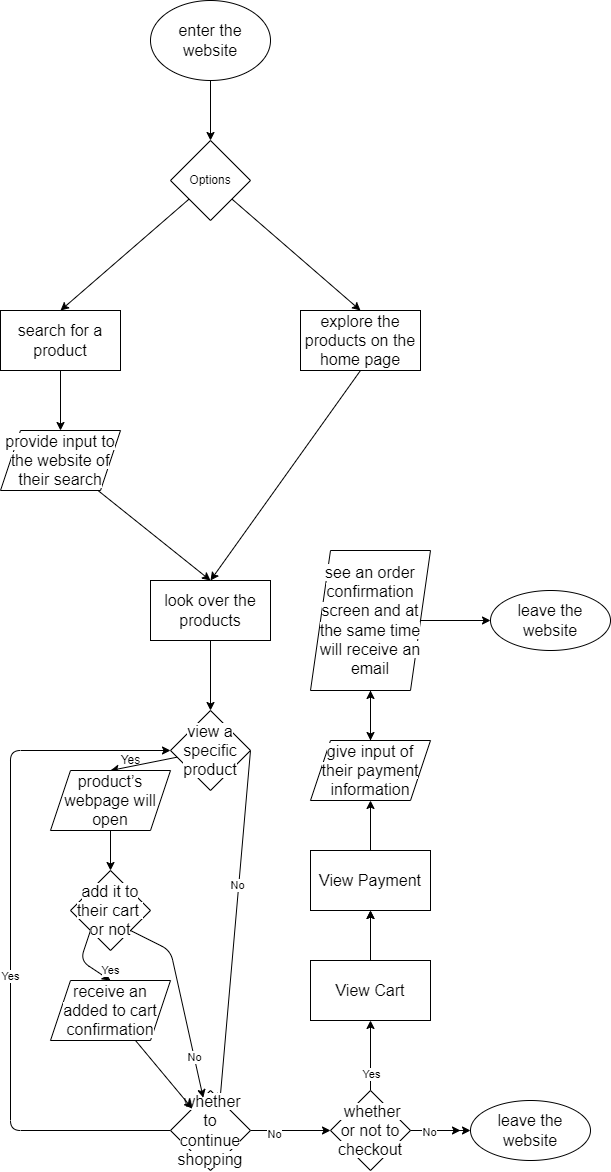 enter the
website
Options
search for a
product
explore the
products on the
home page
provide input to
the website of
their search
look over the
products
see an order
confirmation
screen and at
the same time
will receive an
email
leave the
website
view a
specific
product
Yes
give input of
their payment
information
product's
webpage will
open
View Payment
No
add it to
their cart
or not
Yes
Yes
receive an
added to cart
confirmation
View Cart
No
Yes
whether
to
continue
shopping
No
whether
or not to
checkout
No
leave the
website